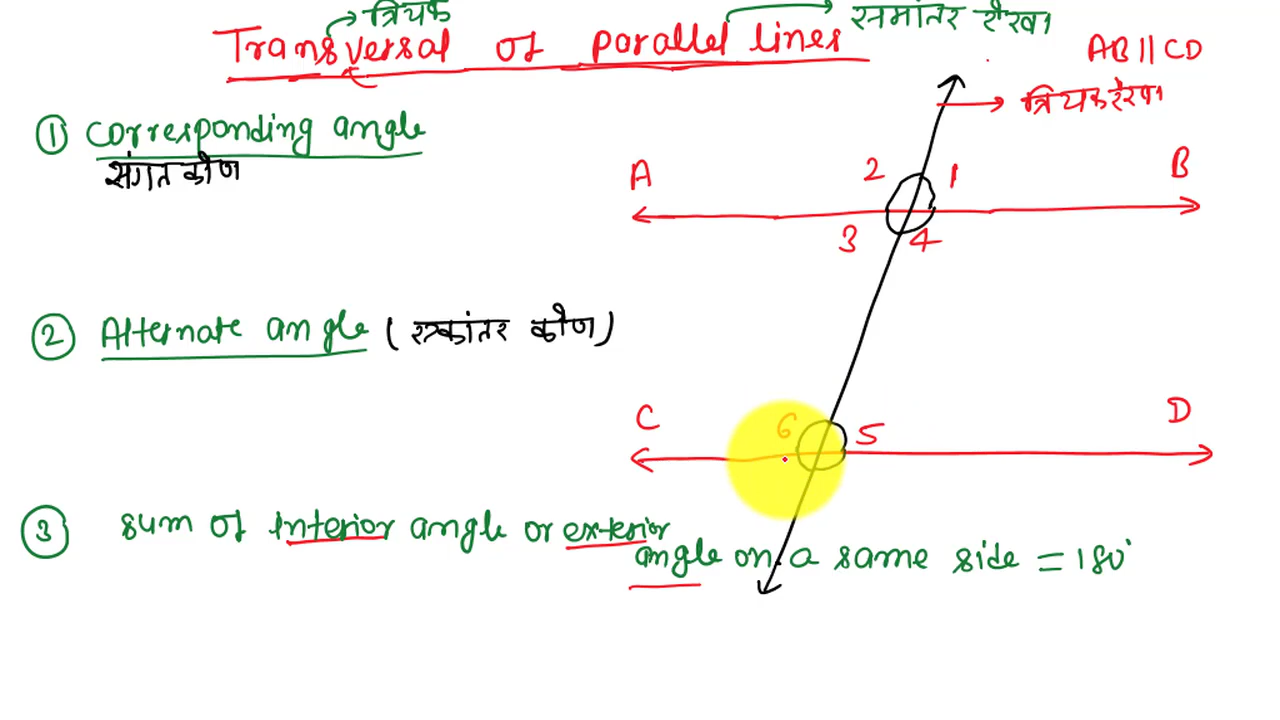 त्रियक
समांतर रेखा
Transversal of parallel lines
AB || CD
त्रियक रेखा
① Corresponding angle
संगत कोण
A 2 1 B
3 4
② Alternate angle (एकांतर कोण)
C 6 5 D
③ sum of interior angle or exterior
angle on a same side = 180°